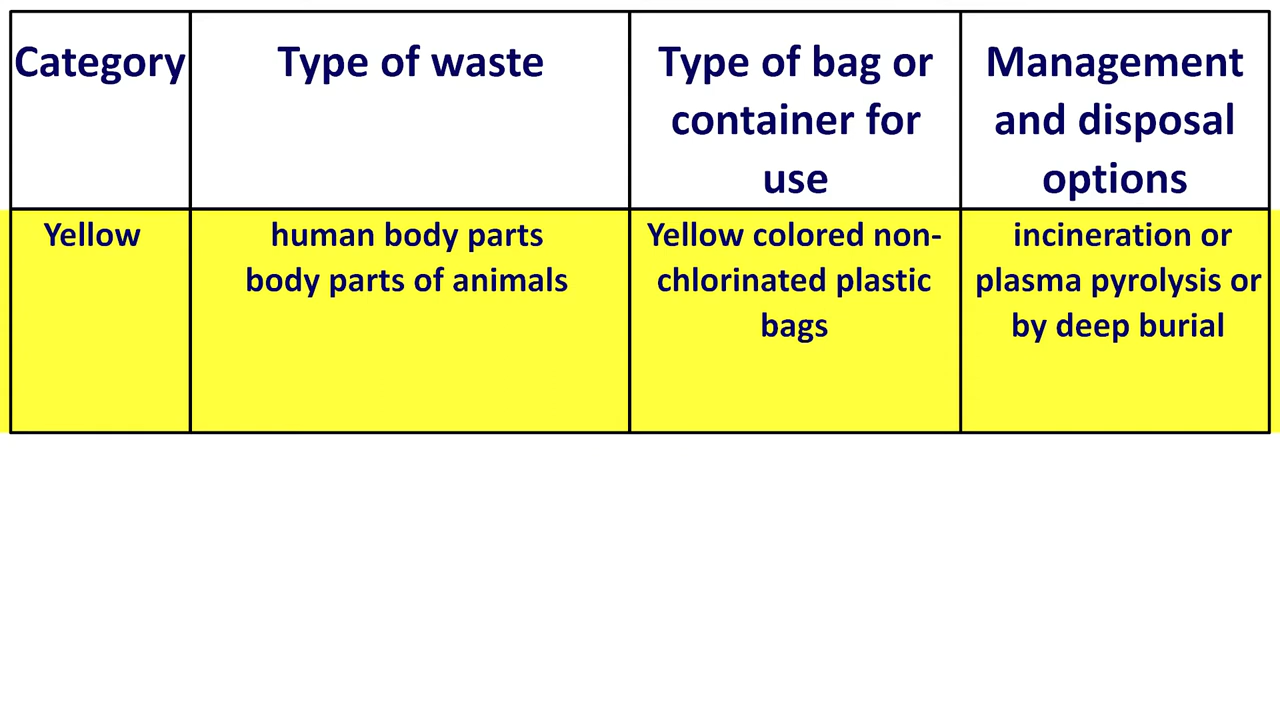 Category
Type of waste
Type of bag or
container for
use
Management
and disposal
options
Yellow
human body parts
body parts of animals
Yellow colored non-
chlorinated plastic
bags
incineration or
plasma pyrolysis or
by deep burial